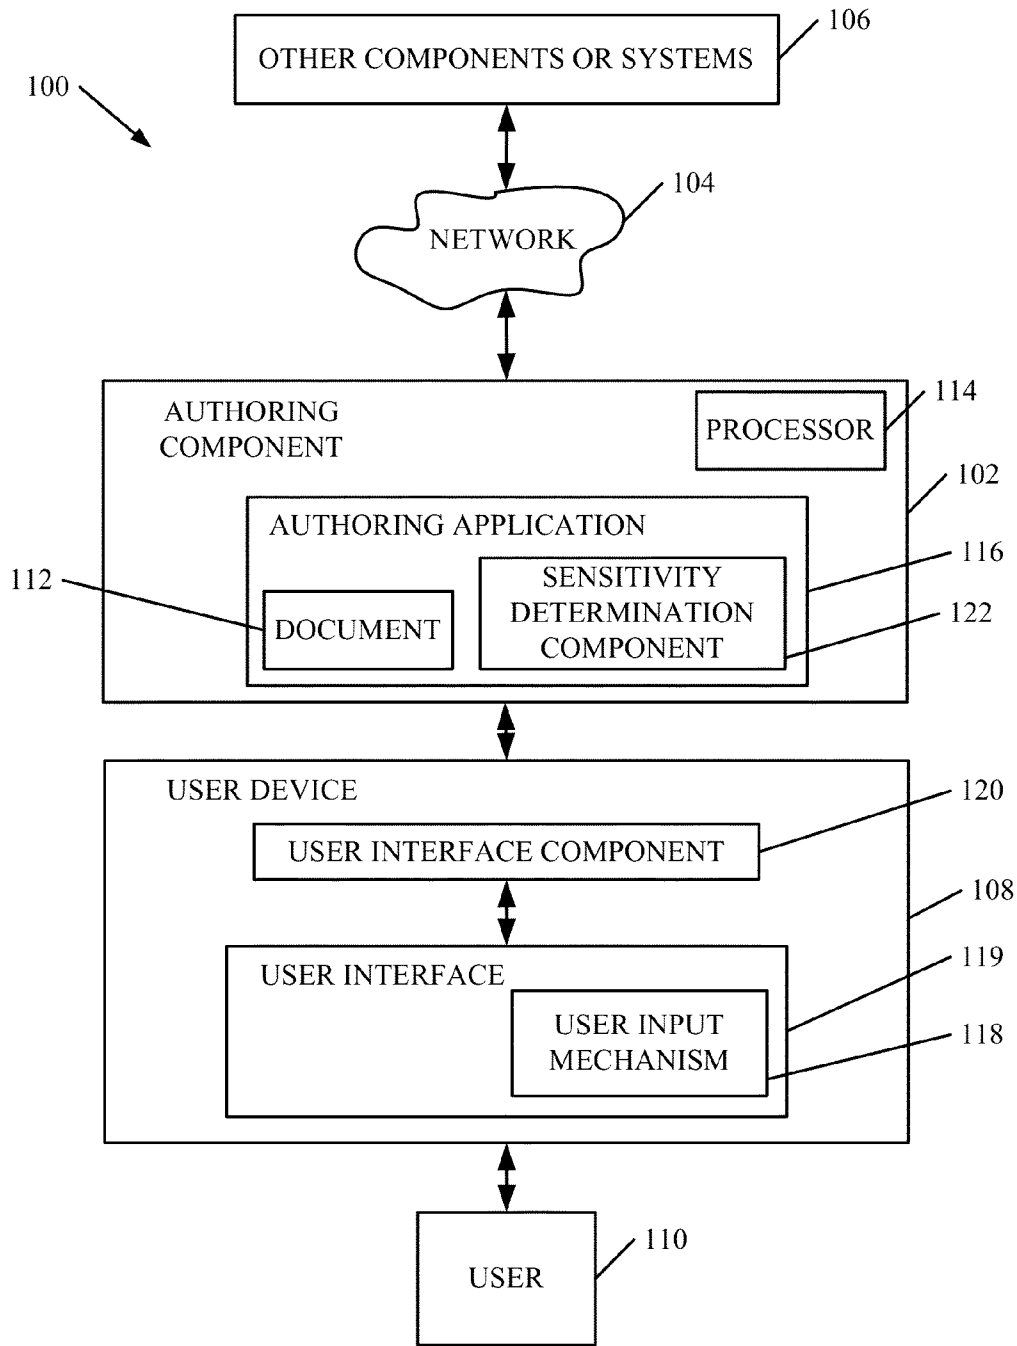 106
OTHER COMPONENTS OR SYSTEMS
100
104
NETWORK
AUTHORING
COMPONENT
114
PROCESSOR
102
AUTHORING APPLICATION
116
112
DOCUMENT
SENSITIVITY
DETERMINATION
COMPONENT
122
USER DEVICE
120
USER INTERFACE COMPONENT
108
USER INTERFACE
119
USER INPUT
MECHANISM
118
110
USER